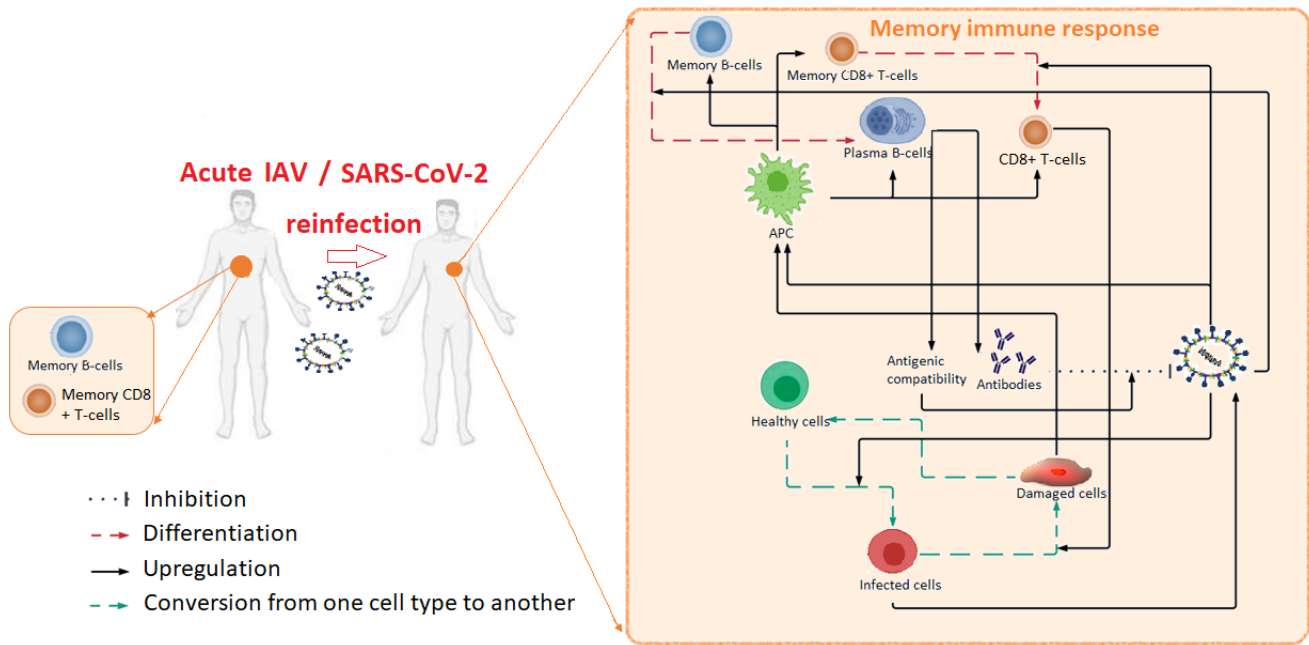 Memory immune response
Memory B-cells
Memory CD8+ T-cells
Plasma B-cells
CD8+ T-cells
APC
Acute IAV / SARS-CoV-2
reinfection
Memory B-cells
Memory CD8
+ T-cells
Antigenic
compatibility
Antibodies
Healthy cells
Damaged cells
Infected cells
Inhibition
Differentiation
Upregulation
Conversion from one cell type to another